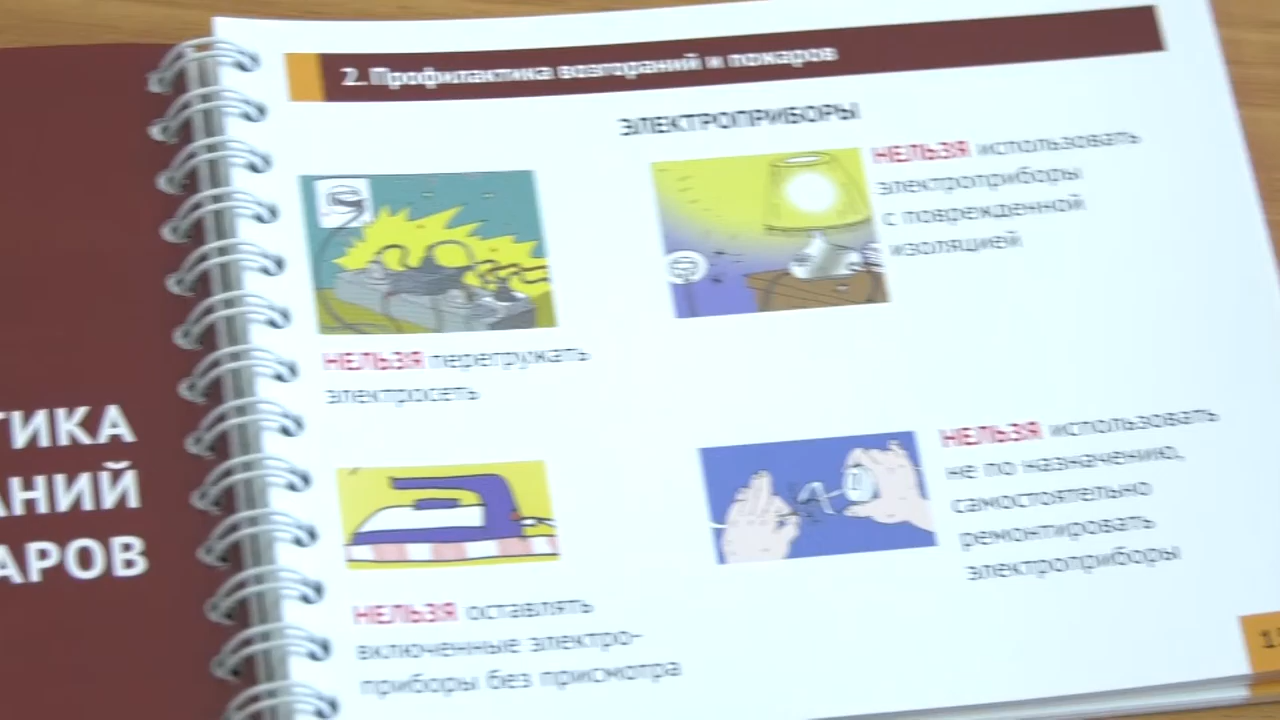 ТИКА
АНИЙ
АРОВ
2. Профилактика возгораний и пожаров
ЭЛЕКТРОПРИБОРЫ
НЕЛЬЗЯ перегружать
электросеть
НЕЛЬЗЯ использовать
электроприборы
с поврежденной
изоляцией
НЕЛЬЗЯ оставлять
включенные электро-
приборы без присмотра
НЕЛЬЗЯ использовать
не по назначению,
самостоятельно
ремонтировать
электроприборы